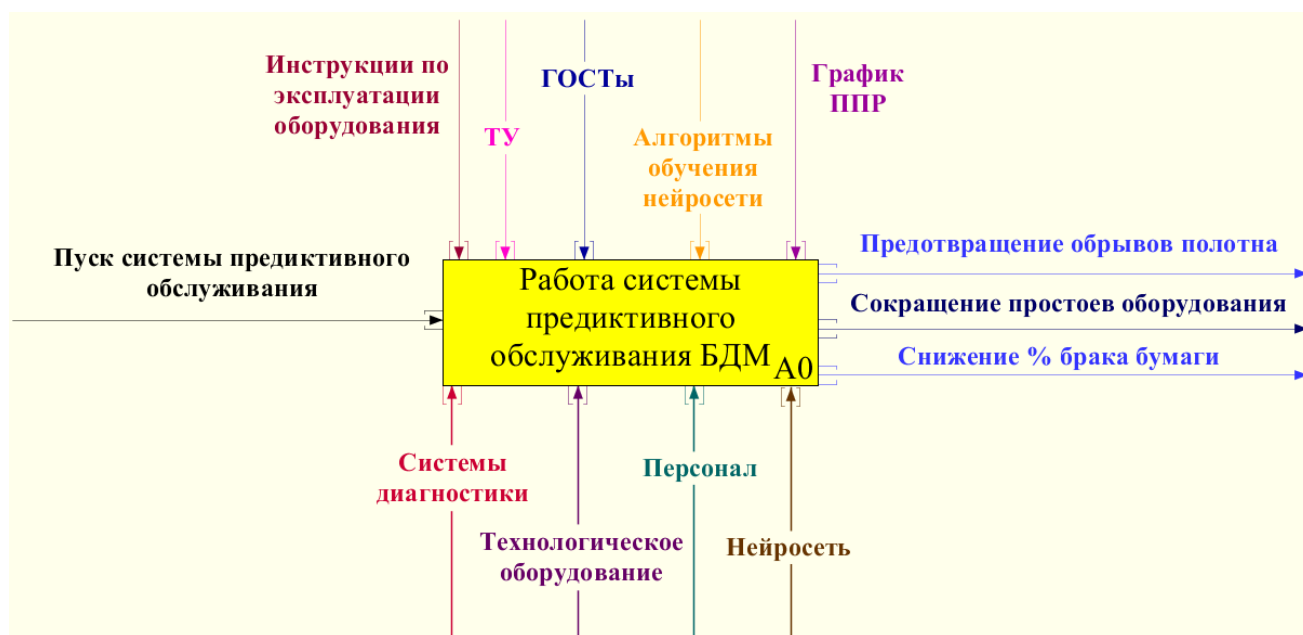 Инструкции по
эксплуатации
оборудования
ТУ
ГОСТы
Алгоритмы
обучения
нейросети
График
ППР
Пуск системы предиктивного
обслуживания
Работа системы
предиктивного
обслуживания БДМ
A0
Предотвращение обрывов полотна
Сокращение простоев оборудования
Снижение % брака бумаги
Системы
диагностики
Технологическое
оборудование
Персонал
Нейросеть